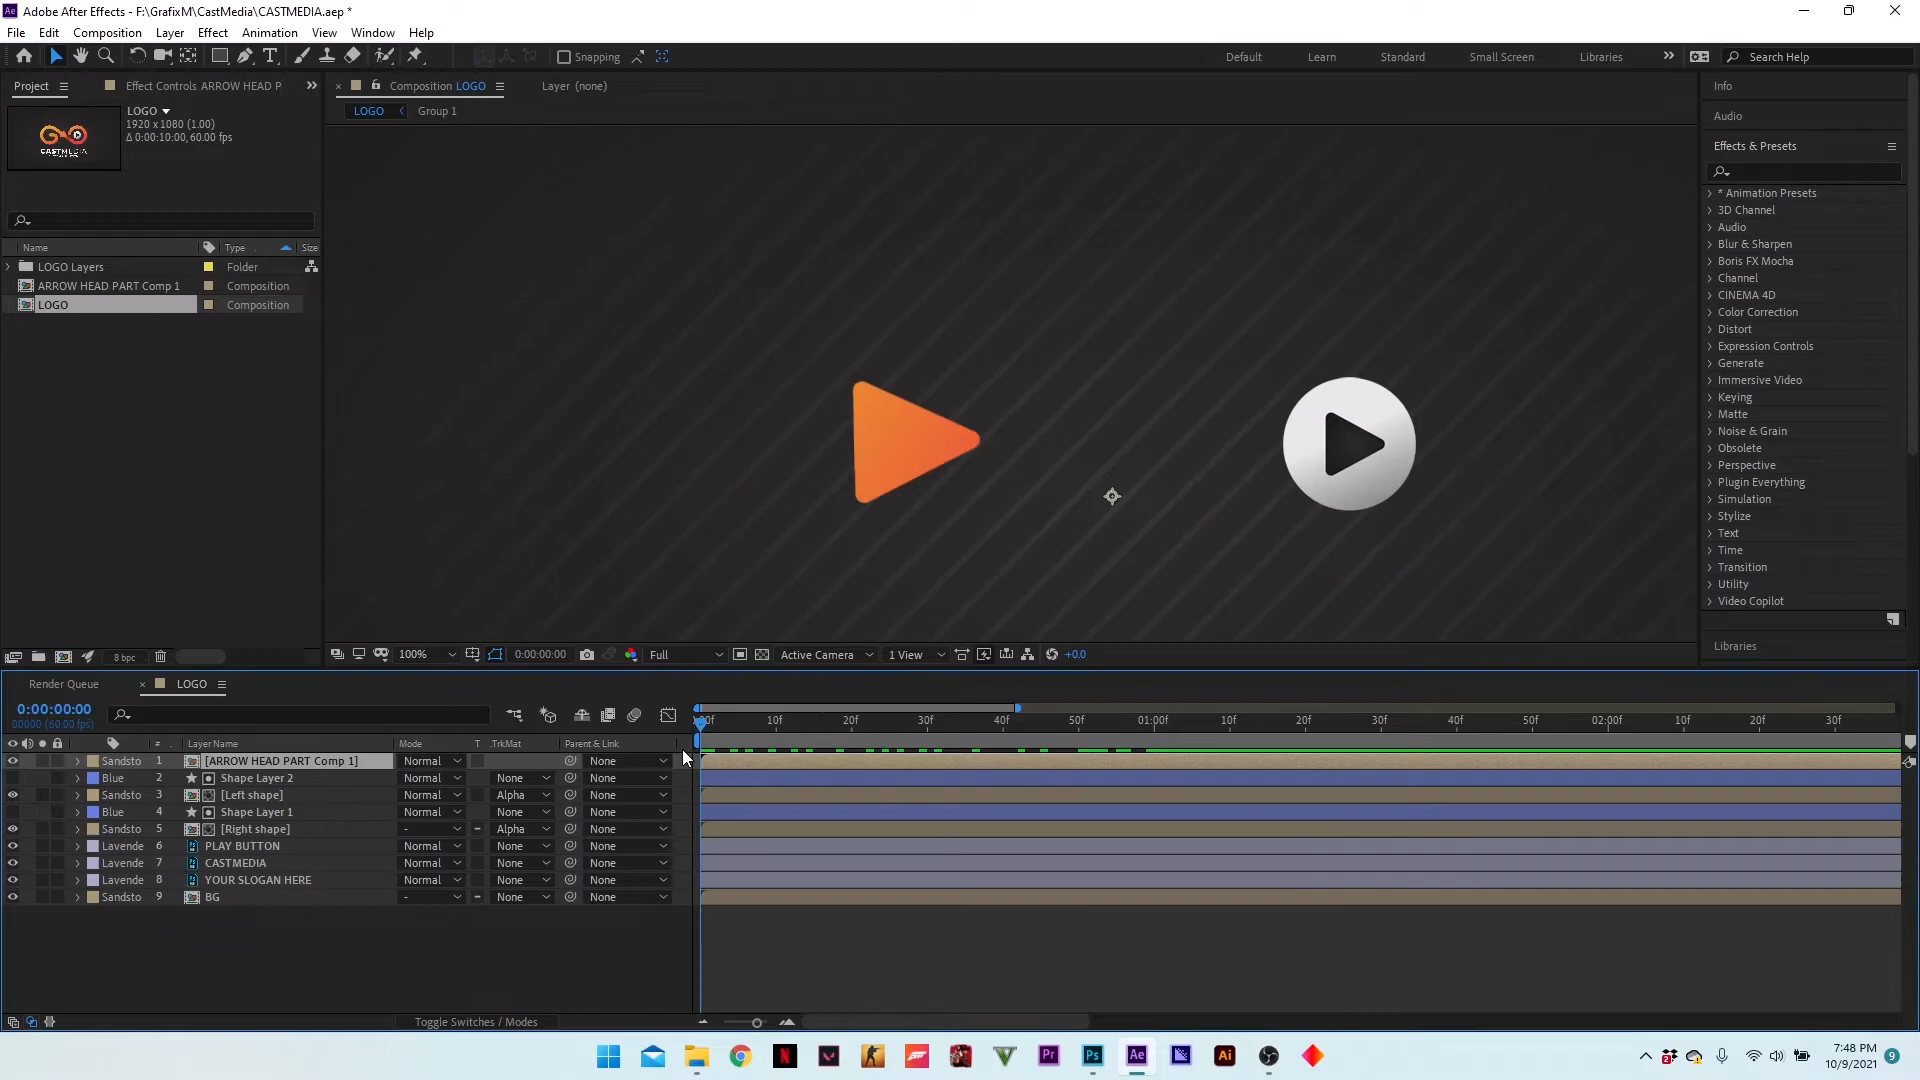 Adobe After Effects - F:\GrafixM\CastMedia\CASTMEDIA.aep *
File Edit Composition Layer Effect Animation View Window Help
Snapping
Default Learn Standard Small Screen Libraries Search Help
Project Effect Controls ARROW HEAD P
Composition LOGO Layer (none)
LOGO Group 1
LOGO
1920 x 1080 (1.00)
Δ 0:00:10:00, 60.00 fps
CASTMEDIA
Name Type Size
LOGO Layers Folder
ARROW HEAD PART Comp 1 Composition
LOGO Composition
Info
Audio
Effects & Presets
* Animation Presets
3D Channel
Audio
Blur & Sharpen
Boris FX Mocha
Channel
CINEMA 4D
Color Correction
Distort
Expression Controls
Generate
Immersive Video
Keying
Matte
Noise & Grain
Obsolete
Perspective
Plugin Everything
Simulation
Stylize
Text
Time
Transition
Utility
Video Copilot
Libraries
8 bpc
100% 0:00:00:00 Full Active Camera 1 View +0.0
Render Queue LOGO
0:00:00:00
00000 (60.00 fps)
:00f 10f 20f 30f 40f 50f 01:00f 10f 20f 30f 40f 50f 02:00f 10f 20f 30f
# Layer Name Mode T .TrkMat Parent & Link
Sandsto 1 [ARROW HEAD PART Comp 1] Normal None
Blue 2 Shape Layer 2 Normal None None
Sandsto 3 [Left shape] Normal Alpha None
Blue 4 Shape Layer 1 Normal None None
Sandsto 5 [Right shape] - Alpha None
Lavende 6 PLAY BUTTON Normal None None
Lavende 7 CASTMEDIA Normal None None
Lavende 8 YOUR SLOGAN HERE Normal None None
Sandsto 9 BG - None None
Toggle Switches / Modes
7:48 PM
10/9/2021
9